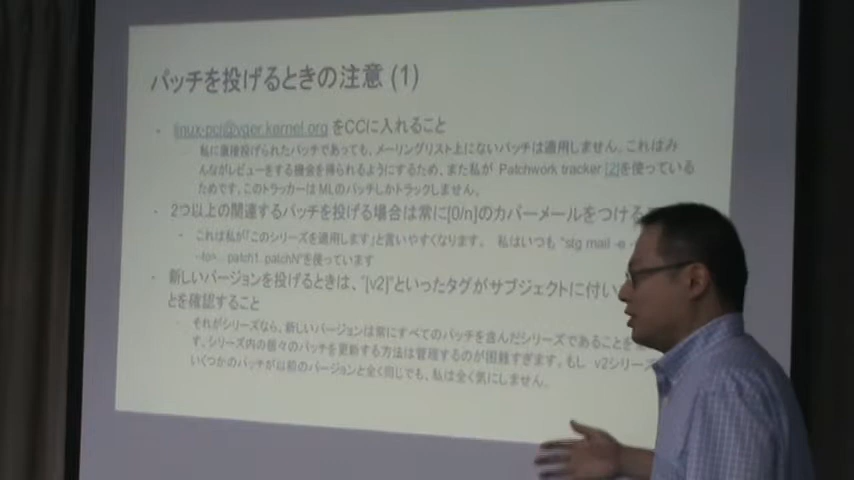 パッチを投げるときの注意 (1)
linux-pci@vger.kernel.org をCCに入れること
私に直接投げられたパッチであっても、メーリングリスト上にないパッチは適用しません。これはみ
んながレビューをする機会を得られるようにするため、また私が Patchwork tracker [2]を使っている
ためです。このトラッカーはMLのパッチしかトラックしません。
2つ以上の関連するパッチを投げる場合は常に[0/n]のカバーメールをつける
これは私が「このシリーズを適用します」と言いやすくなります。 私はいつも "stg mail -e
--to=.. patch1..patchN"を使っています
新しいバージョンを投げるときは、"[v2]"といったタグがサブジェクトに付い
とを確認すること
それがシリーズなら、新しいバージョンは常にすべてのパッチを含んだシリーズであることを
す。シリーズ内の個々のパッチを更新する方法は管理するのが困難すぎます。もし v2シリーズ
いくつかのパッチが以前のバージョンと全く同じでも、私は全く気にしません。